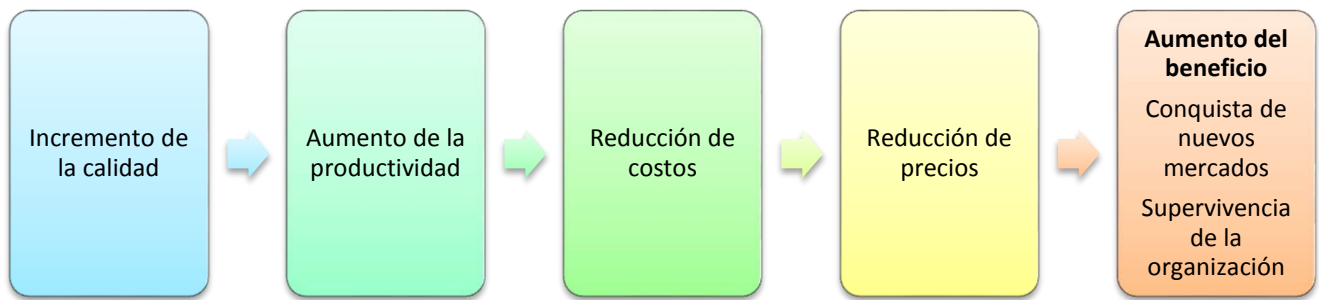 Incremento de
la calidad
Aumento de la
productividad
Reducción de
costos
Reducción de
precios
Aumento del
beneficio
Conquista de
nuevos
mercados
Supervivencia
de la
organización